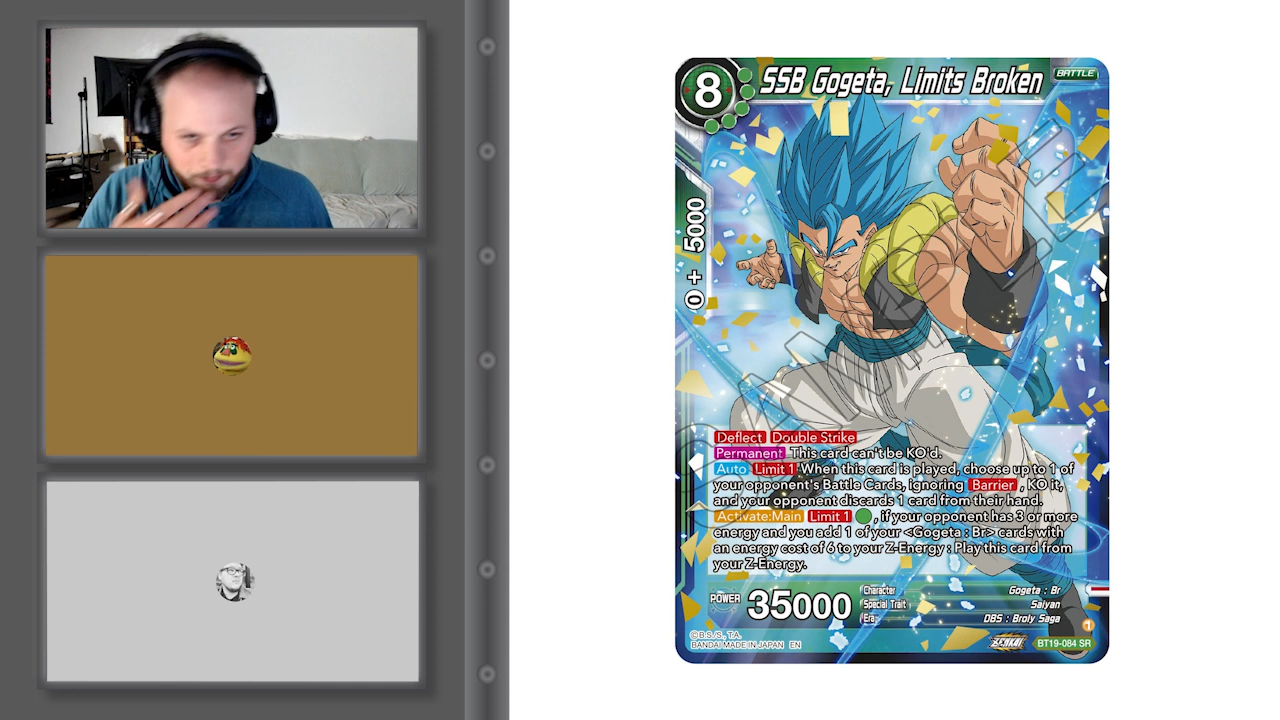 8
SSB Gogeta, Limits Broken
BATTLE
0 + 5000
Deflect Double Strike
Permanent This card can't be KO'd.
Auto Limit 1 When this card is played, choose up to 1 of
your opponent's Battle Cards, ignoring Barrier, KO it,
and your opponent discards 1 card from their hand.
Activate:Main Limit 1 , if your opponent has 3 or more
energy and you add 1 of your <Gogeta : Br> cards with
an energy cost of 6 to your Z-Energy : Play this card from
your Z-Energy.
POWER 35000
Character Gogeta : Br
Special Trait Saiyan
Era DBS : Broly Saga
1
©B.S./S., T.A.
BANDAI MADE IN JAPAN EN
ZENKAI
BT19-084 SR